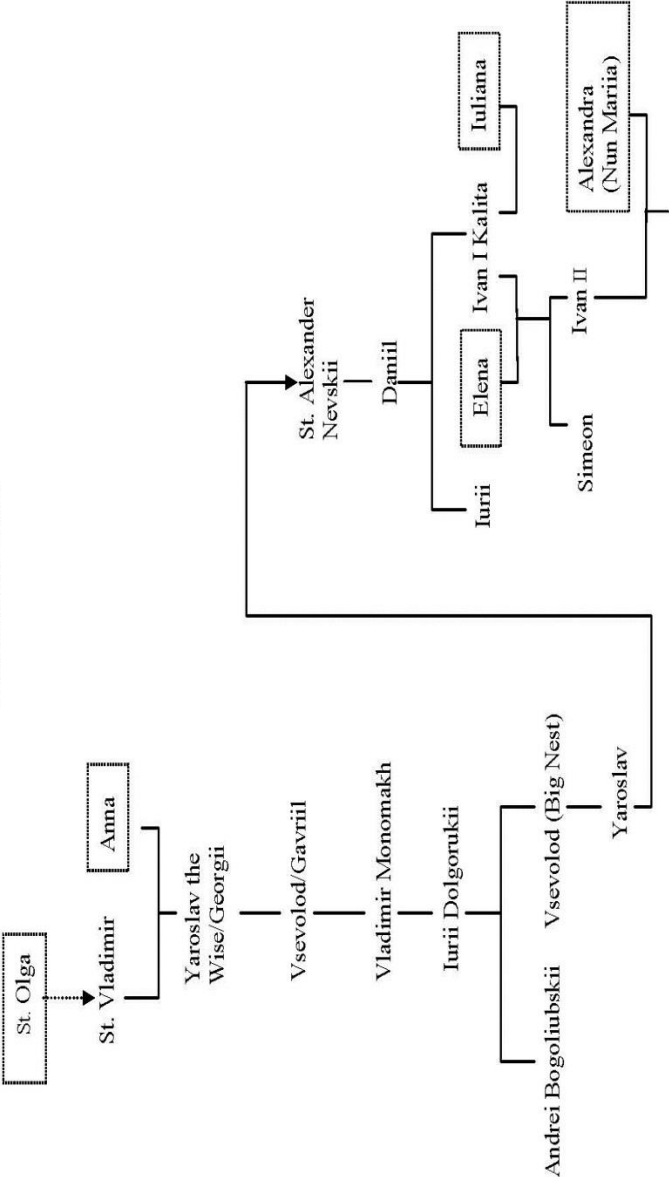 St. Olga
St. Vladimir
Anna
Yaroslav the
Wise/Georgii
Vsevolod/Gavriil
Vladimir Monomakh
Iurii Dolgorukii
Andrei Bogoliubskii
Vsevolod (Big Nest)
Yaroslav
St. Alexander
Nevskii
Daniil
Iurii
Elena
Ivan I Kalita
Iuliana
Simeon
Ivan II
Alexandra
(Nun Mariia)